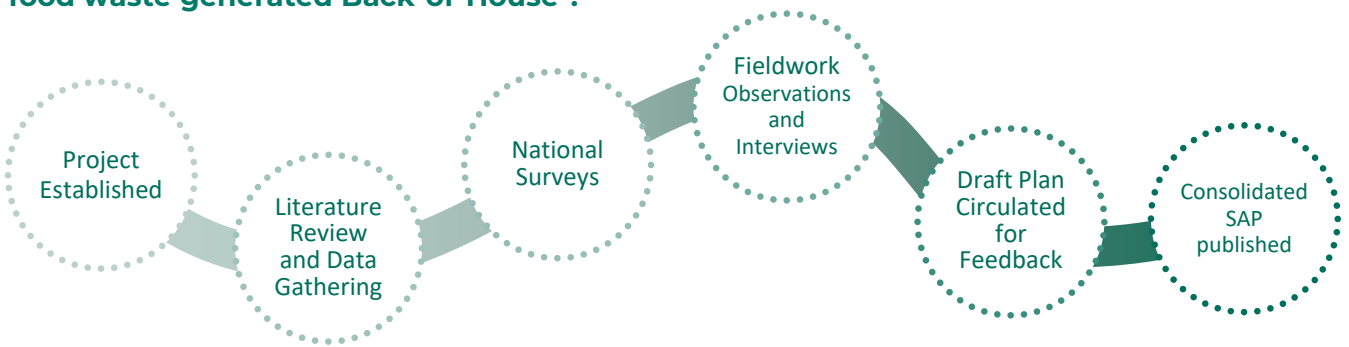 food waste generated Back-of-House".
Project
Established
Literature
Review
and Data
Gathering
National
Surveys
Fieldwork
Observations
and
Interviews
Draft Plan
Circulated
for
Feedback
Consolidated
SAP
published